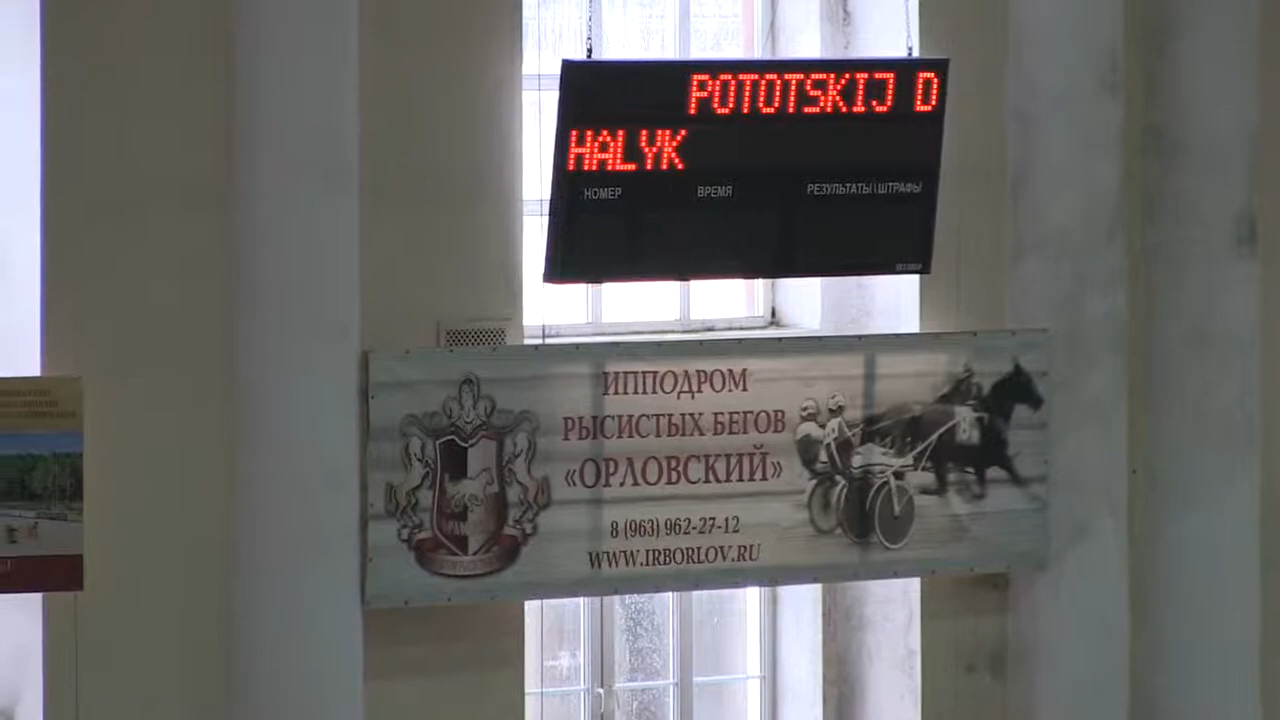 POTOTSKIJ D
HALYK
НОМЕР ВРЕМЯ РЕЗУЛЬТАТЫ\ШТРАФЫ
ИППОДРОМ
РЫСИСТЫХ БЕГОВ
«ОРЛОВСКИЙ»
8 (963) 962-27-12
WWW.IRBORLOV.RU